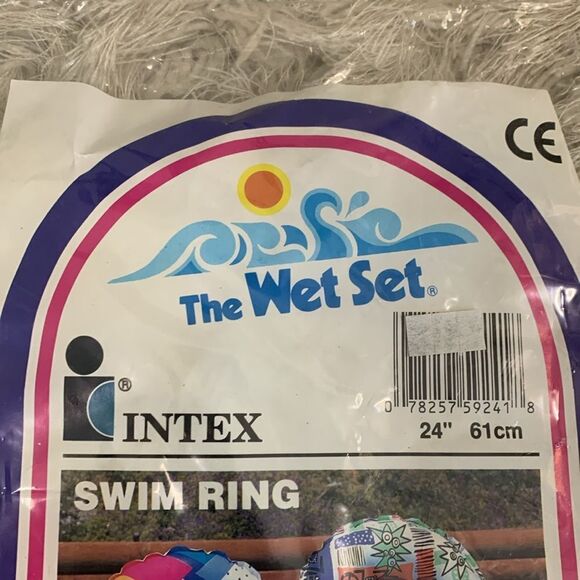 CE
The Wet Set®
® INTEX
0 78257 59241 8
24" 61cm
SWIM RING